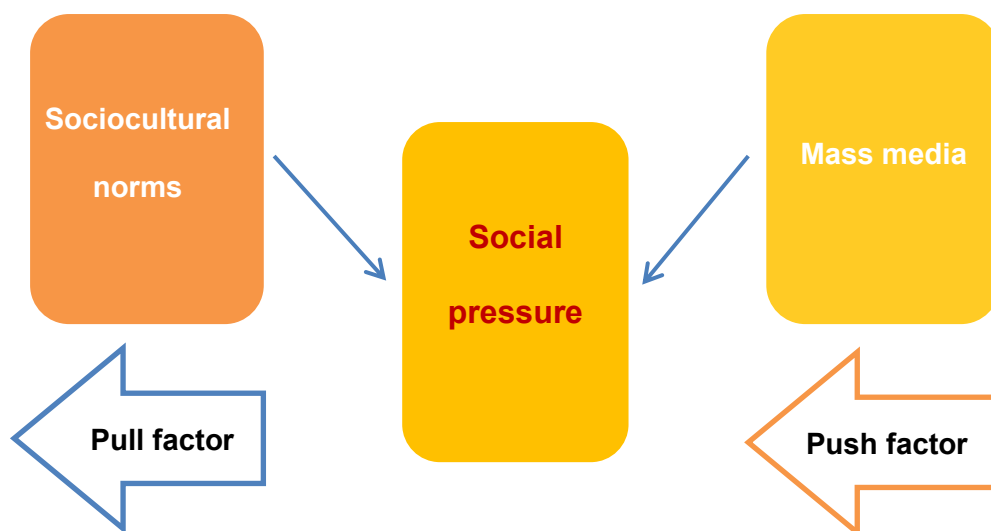 Sociocultural
norms
Social
pressure
Mass media
Pull factor
Push factor